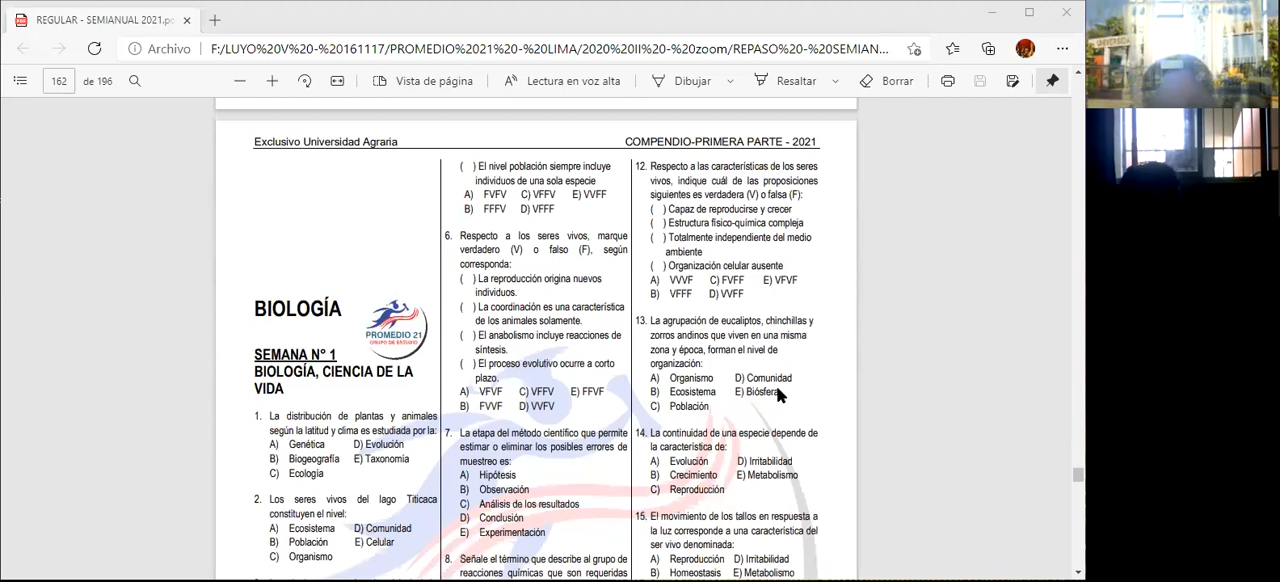 REGULAR - SEMIANUAL 2021.pc
Archivo
F:/LUYO%20V%20-%20161117/PROMEDIO%2021%20-%20LIMA/2020%20II%20-%20zoom/REPASO%20-%20SEMIAN...
162
de 196
Vista de página
Lectura en voz alta
Dibujar
Resaltar
Borrar
Exclusivo Universidad Agraria
COMPENDIO-PRIMERA PARTE - 2021
BIOLOGÍA
PROMEDIO 21
GRUPO DE ESTUDIO
SEMANA N° 1
BIOLOGÍA, CIENCIA DE LA
VIDA
1. La distribución de plantas y animales
según la latitud y clima es estudiada por la:
A) Genética D) Evolución
B) Biogeografía E) Taxonomía
C) Ecología
2. Los seres vivos del lago Titicaca
constituyen el nivel:
A) Ecosistema D) Comunidad
B) Población E) Celular
C) Organismo
( ) El nivel población siempre incluye
individuos de una sola especie
A) FVFV C) VFFV E) VVFF
B) FFFV D) VFFF
6. Respecto a los seres vivos, marque
verdadero (V) o falso (F), según
corresponda:
( ) La reproducción origina nuevos
individuos.
( ) La coordinación es una característica
de los animales solamente.
( ) El anabolismo incluye reacciones de
síntesis.
( ) El proceso evolutivo ocurre a corto
plazo.
A) VFVF C) VFFV E) FFVF
B) FVVF D) VVFV
7. La etapa del método científico que permite
estimar o eliminar los posibles errores de
muestreo es:
A) Hipótesis
B) Observación
C) Análisis de los resultados
D) Conclusión
E) Experimentación
8. Señale el término que describe al grupo de
reacciones químicas que son requeridas
12. Respecto a las características de los seres
vivos, indique cuál de las proposiciones
siguientes es verdadera (V) o falsa (F):
( ) Capaz de reproducirse y crecer
( ) Estructura físico-química compleja
( ) Totalmente independiente del medio
ambiente
( ) Organización celular ausente
A) VVVF C) FVFF E) VFVF
B) VFFF D) VVFF
13. La agrupación de eucaliptos, chinchillas y
zorros andinos que viven en una misma
zona y época, forman el nivel de
organización:
A) Organismo D) Comunidad
B) Ecosistema E) Biósfera
C) Población
14. La continuidad de una especie depende de
la característica de:
A) Evolución D) Irritabilidad
B) Crecimiento E) Metabolismo
C) Reproducción
15. El movimiento de los tallos en respuesta a
la luz corresponde a una característica del
ser vivo denominada:
A) Reproducción D) Irritabilidad
B) Homeostasis E) Metabolismo